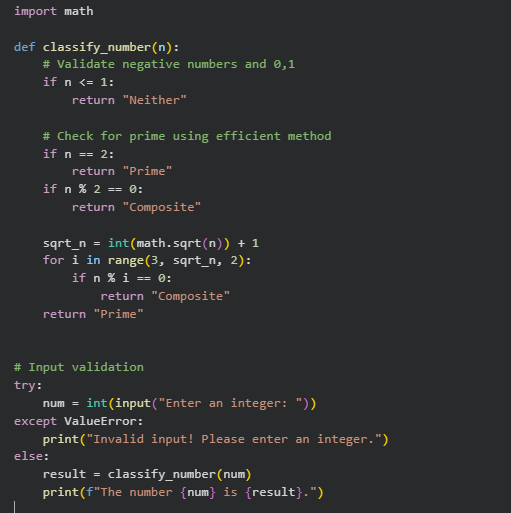 import math

def classify_number(n):
    # Validate negative numbers and 0,1
    if n <= 1:
        return "Neither"

    # Check for prime using efficient method
    if n == 2:
        return "Prime"
    if n % 2 == 0:
        return "Composite"

    sqrt_n = int(math.sqrt(n)) + 1
    for i in range(3, sqrt_n, 2):
        if n % i == 0:
            return "Composite"
    return "Prime"


# Input validation
try:
    num = int(input("Enter an integer: "))
except ValueError:
    print("Invalid input! Please enter an integer.")
else:
    result = classify_number(num)
    print(f"The number {num} is {result}.")